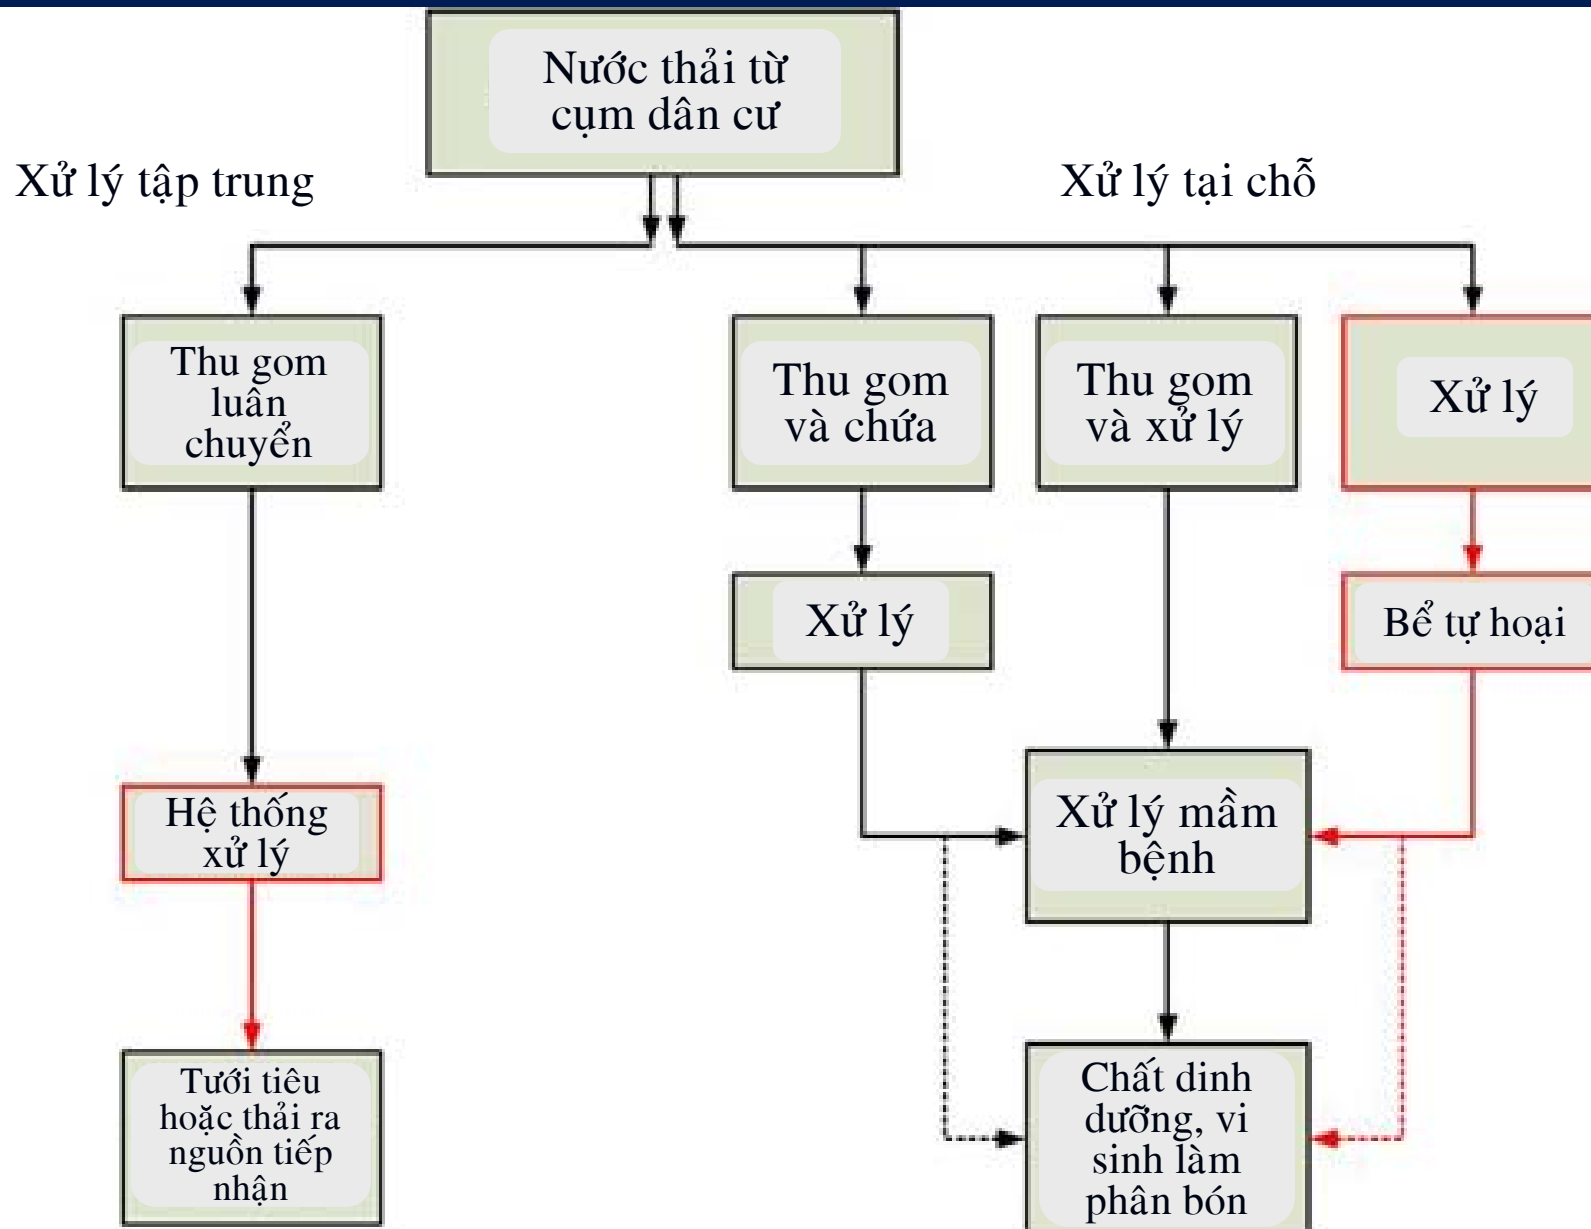 Nước thải từ
cụm dân cư
Xử lý tập trung
Xử lý tại chỗ
Thu gom
luân
chuyển
Thu gom
và chứa
Thu gom
và xử lý
Xử lý
Xử lý
Bể tự hoại
Hệ thống
xử lý
Xử lý mầm
bệnh
Tưới tiêu
hoặc thải ra
nguồn tiếp
nhận
Chất dinh
dưỡng, vi
sinh làm
phân bón